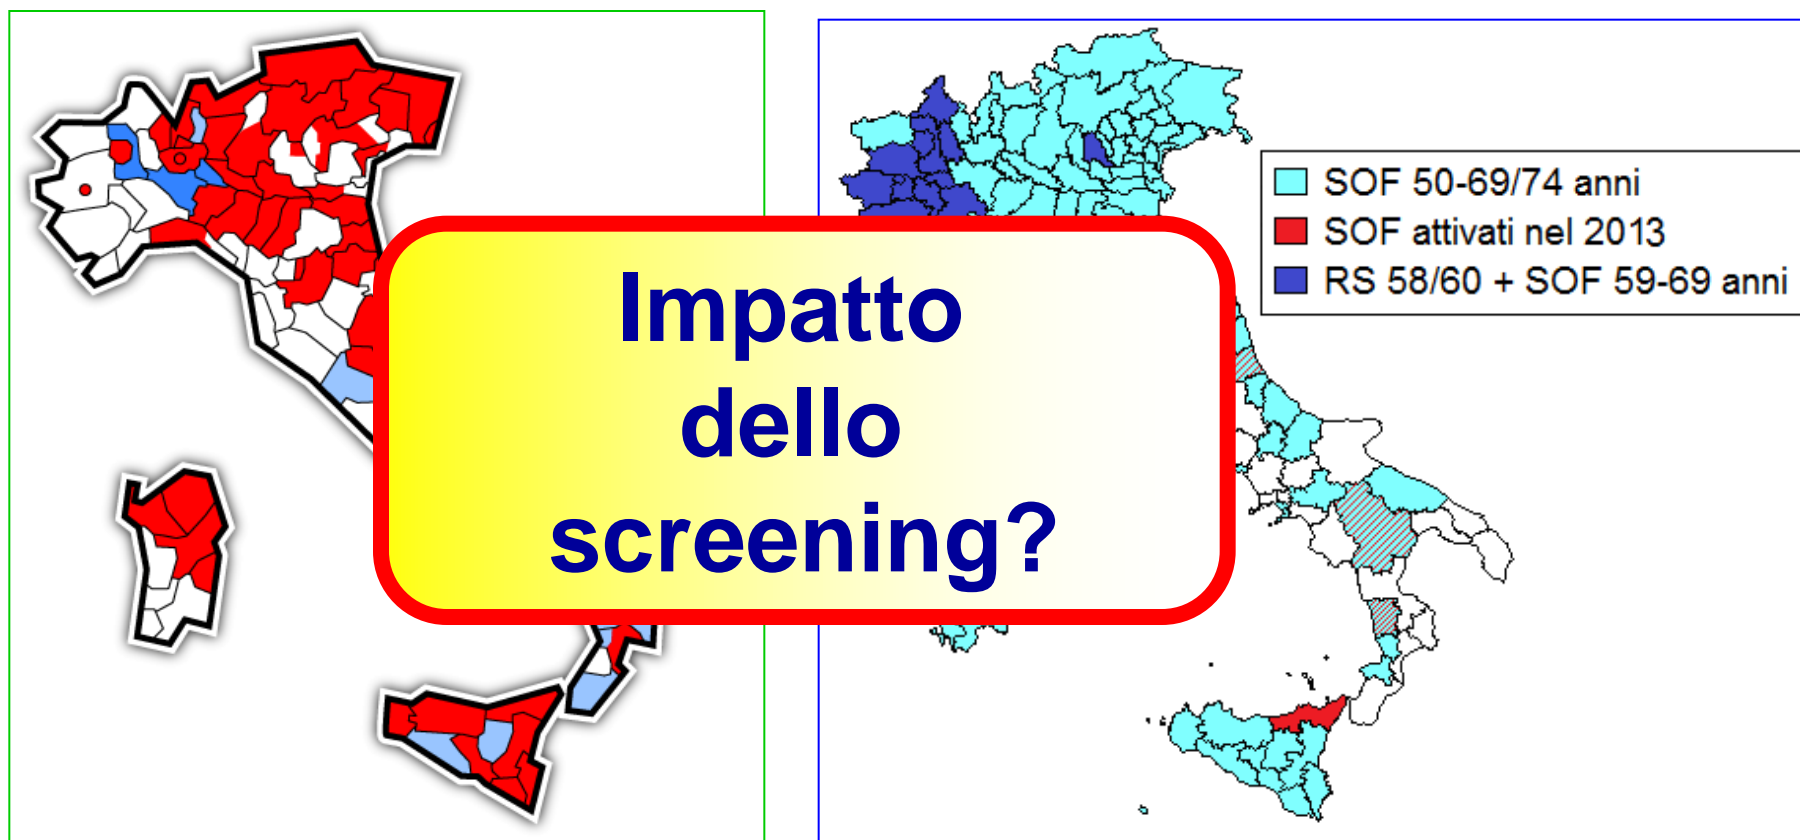 SOF 50-69/74 anni
SOF attivati nel 2013
RS 58/60 + SOF 59-69 anni
Impatto
dello
screening?